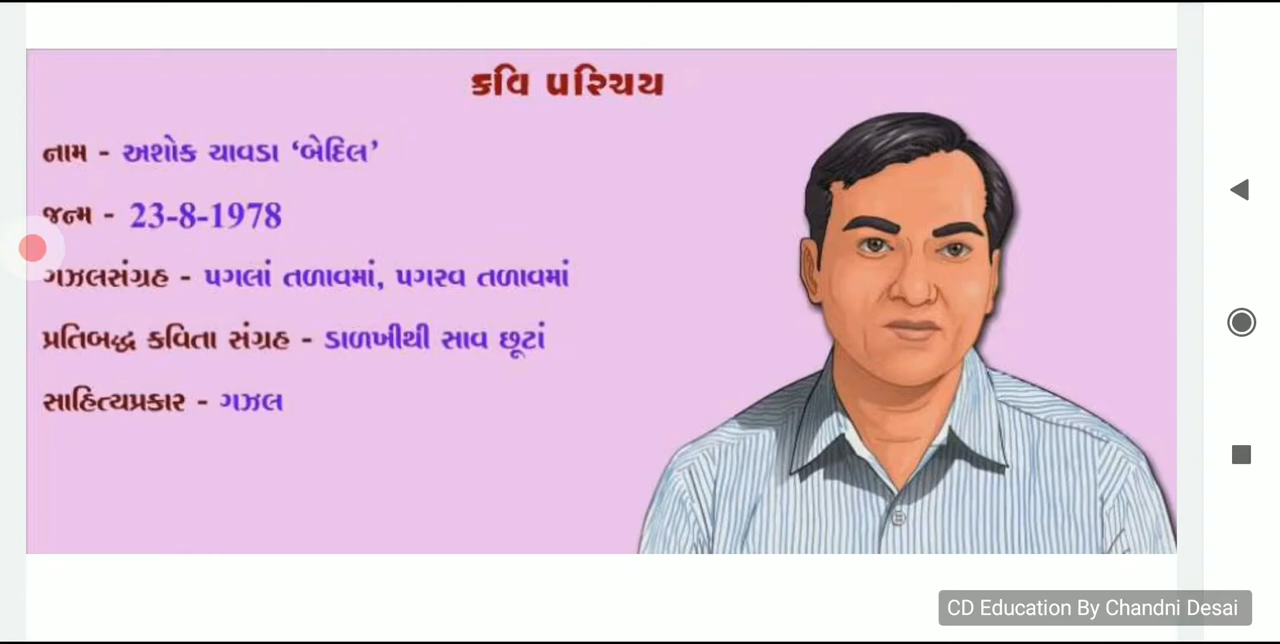 કવિ પરિચય
નામ - અશોક ચાવડા ‘બેદિલ’
જન્મ - 23-8-1978
ગઝલસંગ્રહ - પગલાં તળાવમાં, પગરવ તળાવમાં
પ્રતિબદ્ધ કવિતા સંગ્રહ - ડાળખીથી સાવ છૂટાં
સાહિત્યપ્રકાર - ગઝલ
CD Education By Chandni Desai